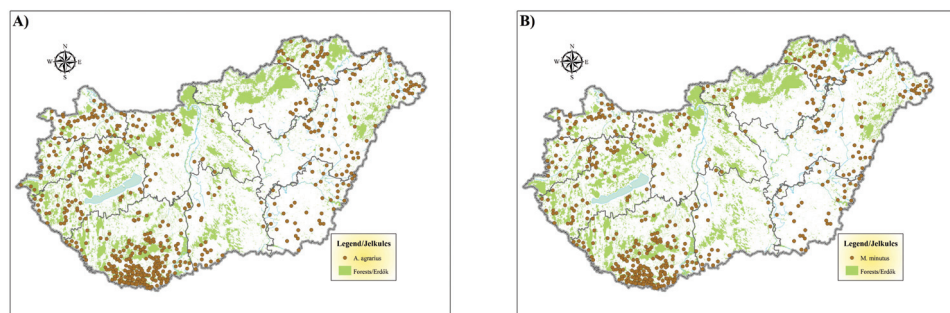 A)
N
W E
S
Legend/Jelkulcs
A. agrarius
Forests/Erdők
B)
N
W E
S
Legend/Jelkulcs
M. minutus
Forests/Erdők